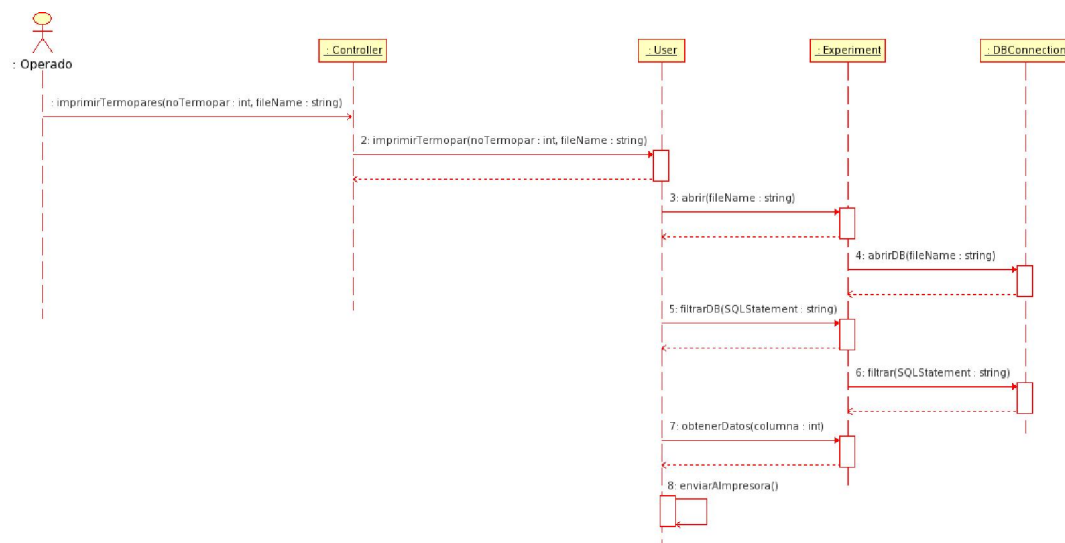 : Operado
: Controller
: User
: Experiment
: DBConnection
: imprimirTermopares(noTermopar : int, fileName : string)
2: imprimirTermopar(noTermopar : int, fileName : string)
3: abrir(fileName : string)
4: abrirDB(fileName : string)
5: filtrarDB(SQLStatement : string)
6: filtrar(SQLStatement : string)
7: obtenerDatos(columna : int)
8: enviarAImpresora()